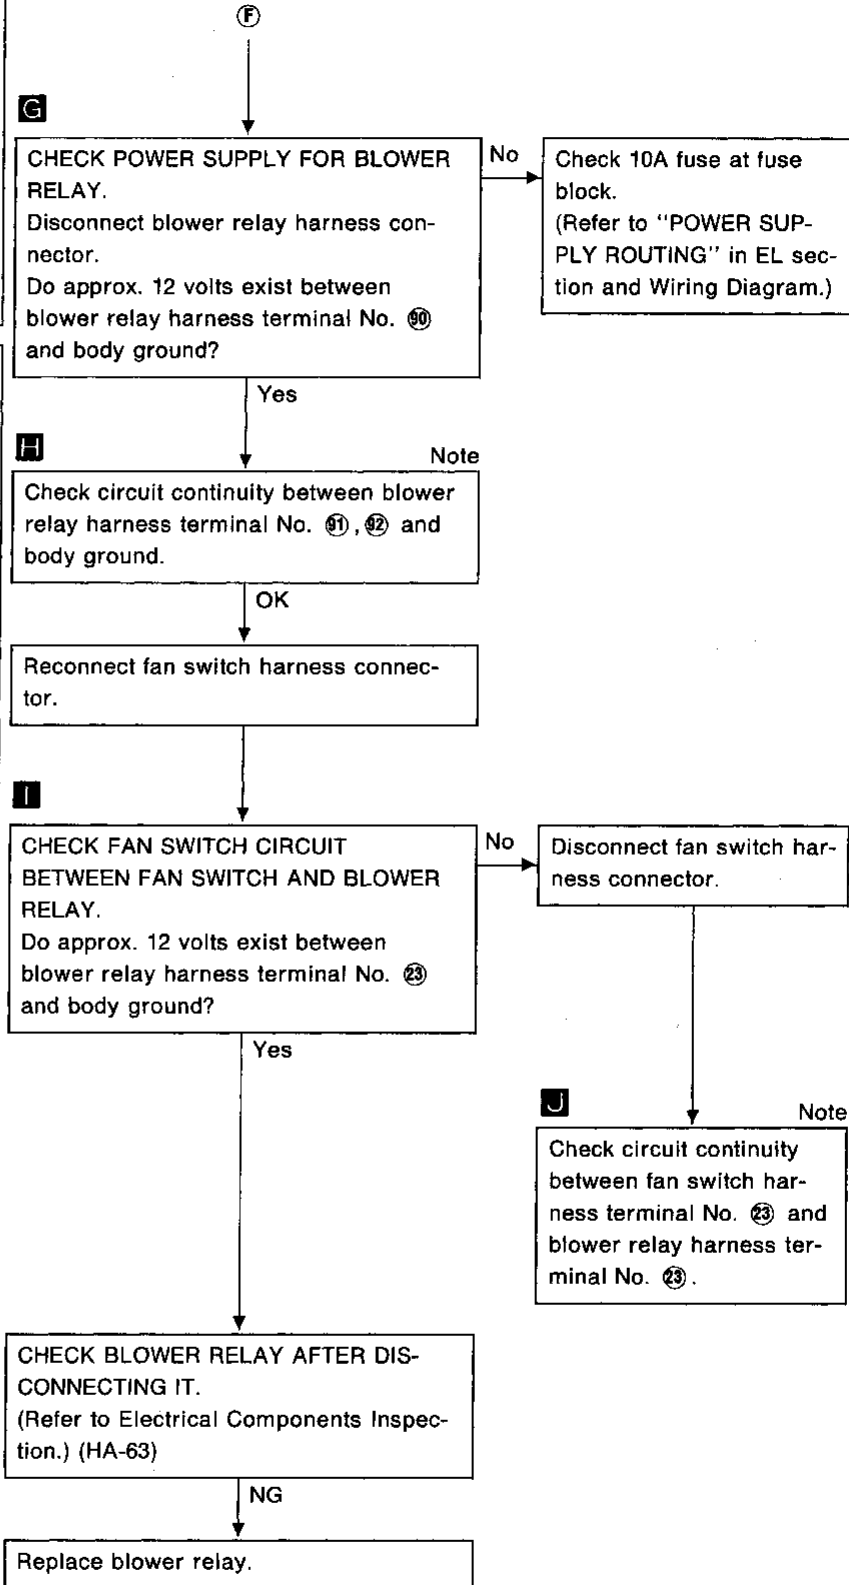 F
G
CHECK POWER SUPPLY FOR BLOWER
RELAY.
Disconnect blower relay harness con-
nector.
Do approx. 12 volts exist between
blower relay harness terminal No. 90
and body ground?
No
Check 10A fuse at fuse
block.
(Refer to "POWER SUP-
PLY ROUTING" in EL sec-
tion and Wiring Diagram.)
Yes
H
Note
Check circuit continuity between blower
relay harness terminal No. 91, 92 and
body ground.
OK
Reconnect fan switch harness connec-
tor.
I
CHECK FAN SWITCH CIRCUIT
BETWEEN FAN SWITCH AND BLOWER
RELAY.
Do approx. 12 volts exist between
blower relay harness terminal No. 23
and body ground?
No
Disconnect fan switch har-
ness connector.
Yes
J
Note
Check circuit continuity
between fan switch har-
ness terminal No. 23 and
blower relay harness ter-
minal No. 23.
CHECK BLOWER RELAY AFTER DIS-
CONNECTING IT.
(Refer to Electrical Components Inspec-
tion.) (HA-63)
NG
Replace blower relay.